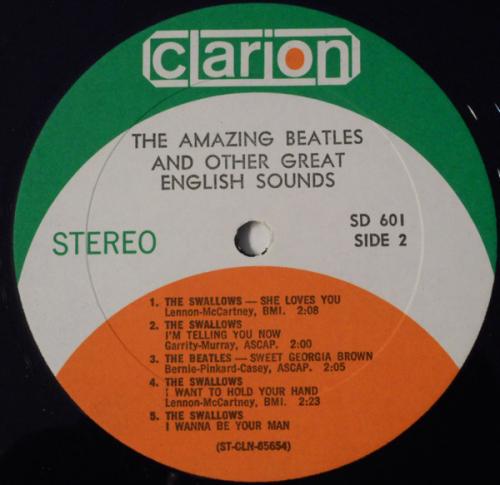 clarion
THE AMAZING BEATLES
AND OTHER GREAT
ENGLISH SOUNDS
STEREO
SD 601
SIDE 2
1. THE SWALLOWS — SHE LOVES YOU
Lennon-McCartney, BMI. 2:08
2. THE SWALLOWS
I'M TELLING YOU NOW
Garrity-Murray, ASCAP. 2:00
3. THE BEATLES — SWEET GEORGIA BROWN
Bernie-Pinkard-Casey, ASCAP. 2:05
4. THE SWALLOWS
I WANT TO HOLD YOUR HAND
Lennon-McCartney, BMI. 2:23
5. THE SWALLOWS
I WANNA BE YOUR MAN
(ST-CLN-65654)